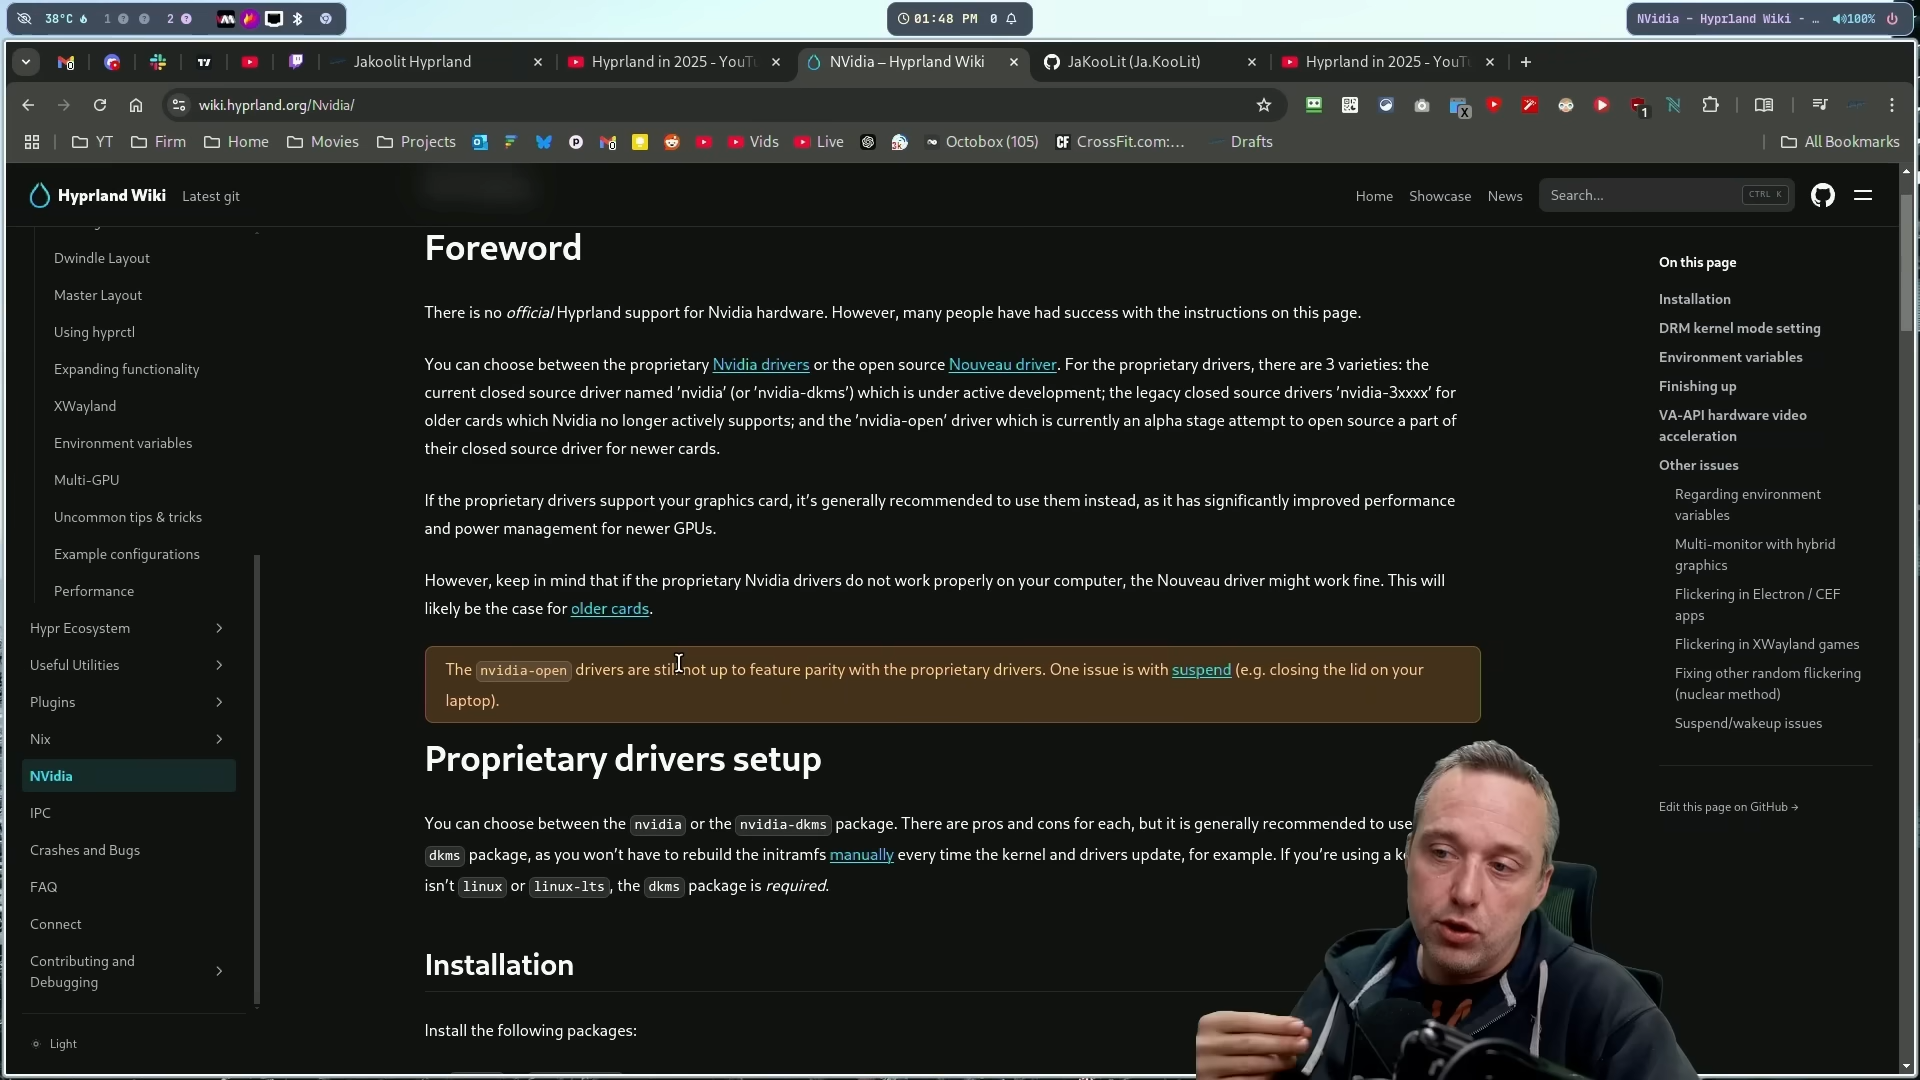 38°C
1
2
01:48 PM 0
NVidia – Hyprland Wiki - …
100%
Jakoolit Hyprland
Hyprland in 2025 - YouTu
NVidia – Hyprland Wiki
JaKooLit (Ja.KooLit)
Hyprland in 2025 - YouTu
wiki.hyprland.org/Nvidia/
YT
Firm
Home
Movies
Projects
Vids
Live
Octobox (105)
CrossFit.com:...
Drafts
All Bookmarks
Hyprland Wiki
Latest git
Home
Showcase
News
Search...
CTRL K
Dwindle Layout
Master Layout
Using hyprctl
Expanding functionality
XWayland
Environment variables
Multi-GPU
Uncommon tips & tricks
Example configurations
Performance
Hypr Ecosystem
Useful Utilities
Plugins
Nix
NVidia
IPC
Crashes and Bugs
FAQ
Connect
Contributing and
Debugging
Light
Foreword
There is no official Hyprland support for Nvidia hardware. However, many people have had success with the instructions on this page.
You can choose between the proprietary Nvidia drivers or the open source Nouveau driver. For the proprietary drivers, there are 3 varieties: the
current closed source driver named ’nvidia’ (or ’nvidia-dkms’) which is under active development; the legacy closed source drivers ’nvidia-3xxxx’ for
older cards which Nvidia no longer actively supports; and the ’nvidia-open’ driver which is currently an alpha stage attempt to open source a part of
their closed source driver for newer cards.
If the proprietary drivers support your graphics card, it’s generally recommended to use them instead, as it has significantly improved performance
and power management for newer GPUs.
However, keep in mind that if the proprietary Nvidia drivers do not work properly on your computer, the Nouveau driver might work fine. This will
likely be the case for older cards.
The nvidia-open drivers are still not up to feature parity with the proprietary drivers. One issue is with suspend (e.g. closing the lid on your
laptop).
Proprietary drivers setup
You can choose between the nvidia or the nvidia-dkms package. There are pros and cons for each, but it is generally recommended to use
dkms package, as you won’t have to rebuild the initramfs manually every time the kernel and drivers update, for example. If you’re using a
isn’t linux or linux-lts, the dkms package is required.
Installation
Install the following packages:
On this page
Installation
DRM kernel mode setting
Environment variables
Finishing up
VA-API hardware video
acceleration
Other issues
Regarding environment
variables
Multi-monitor with hybrid
graphics
Flickering in Electron / CEF
apps
Flickering in XWayland games
Fixing other random flickering
(nuclear method)
Suspend/wakeup issues
Edit this page on GitHub →